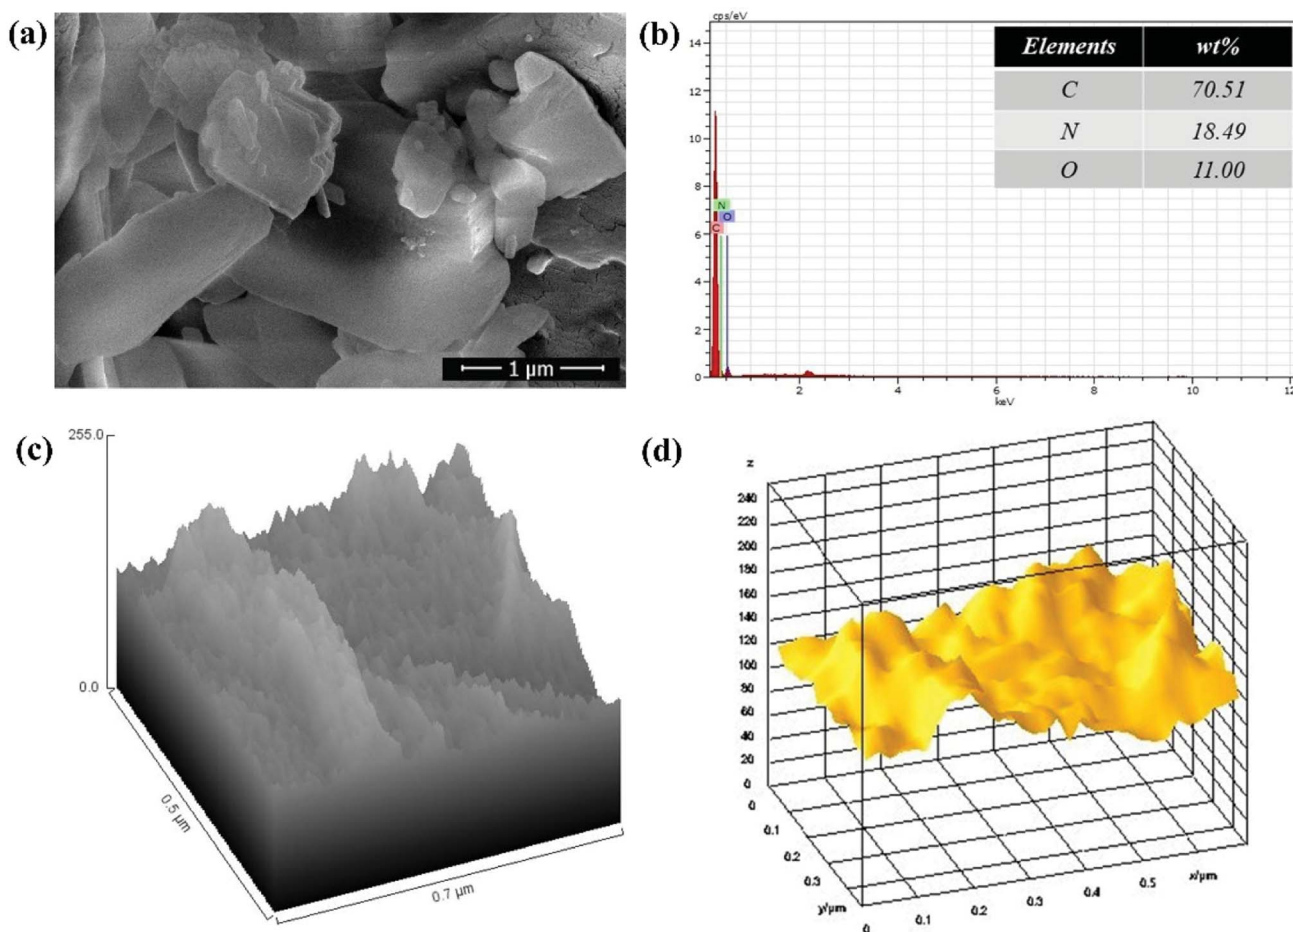 (a)
1 µm
(b)
cps/eV
14
12
10
8
6
4
2
0
2
4
6
8
10
12
keV
N
O
C
Elements wt%
C 70.51
N 18.49
O 11.00
(c)
255.0
0.0
0.5 µm
0.7 µm
(d)
z
240
220
200
180
160
140
120
100
80
60
40
20
0
0
0.1
0.2
0.3
y/µm
0
0.1
0.2
0.3
0.4
0.5
x/µm